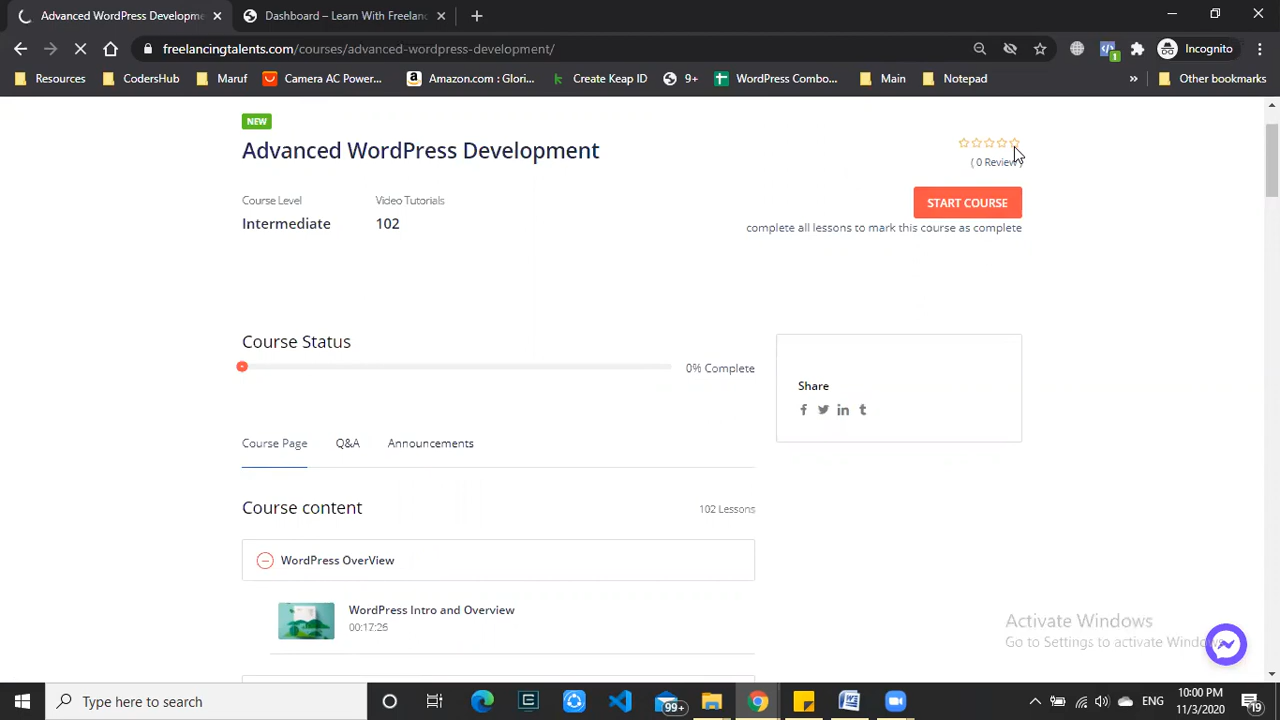 Advanced WordPress Developme
Dashboard – Learn With Freelanc
freelancingtalents.com/courses/advanced-wordpress-development/
Incognito
Resources
CodersHub
Maruf
Camera AC Power...
Amazon.com : Glori...
Create Keap ID
9+
WordPress Combo...
Main
Notepad
»
Other bookmarks
NEW
Advanced WordPress Development
( 0 Review )
Course Level
Video Tutorials
START COURSE
Intermediate
102
complete all lessons to mark this course as complete
Course Status
0% Complete
Share
Course Page
Q&A
Announcements
Course content
102 Lessons
WordPress OverView
WordPress Intro and Overview
00:17:26
Activate Windows
Go to Settings to activate Windows.
Type here to search
99+
ENG
10:00 PM
11/3/2020
19